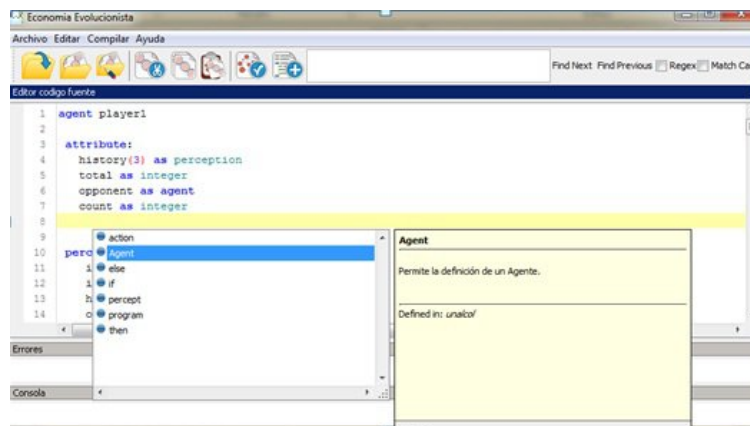 Economia Evolucionista
Archivo Editar Compilar Ayuda
Find Next Find Previous Regex Match Ca
Editor codigo fuente
1 agent player1
2
3 attribute:
4 history(3) as perception
5 total as integer
6 opponent as agent
7 count as integer
8
9
10 perc
11 i
12 i
13 h
14 o
action
Agent
else
if
percept
program
then
Agent
Permite la definición de un Agente.
Defined in: unalcol
Errores
Consola